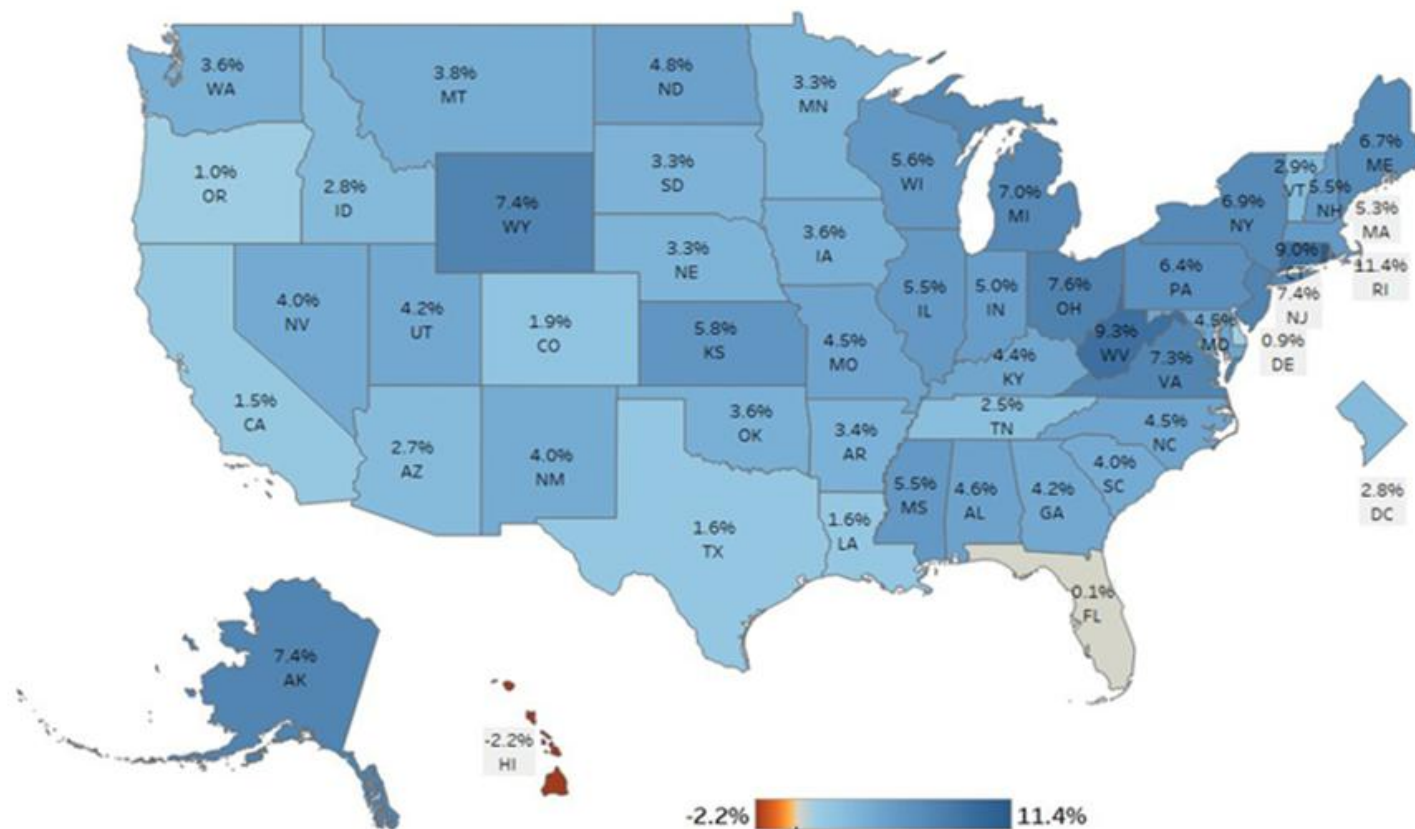 3.6%
WA
3.8%
MT
4.8%
ND
3.3%
MN
1.0%
OR
2.8%
ID
7.4%
WY
3.3%
SD
5.6%
WI
7.0%
MI
6.9%
NY
2.9%
VT
5.5%
NH
6.7%
ME
5.3%
MA
9.0%
CT
11.4%
RI
4.0%
NV
4.2%
UT
1.9%
CO
3.3%
NE
3.6%
IA
5.5%
IL
5.0%
IN
7.6%
OH
6.4%
PA
7.4%
NJ
5.8%
KS
4.5%
MO
4.4%
KY
9.3%
WV
7.3%
VA
4.5%
MD
0.9%
DE
1.5%
CA
2.7%
AZ
4.0%
NM
3.6%
OK
3.4%
AR
2.5%
TN
4.5%
NC
4.0%
SC
2.8%
DC
1.6%
TX
1.6%
LA
5.5%
MS
4.6%
AL
4.2%
GA
0.1%
FL
7.4%
AK
-2.2%
HI
-2.2% 11.4%